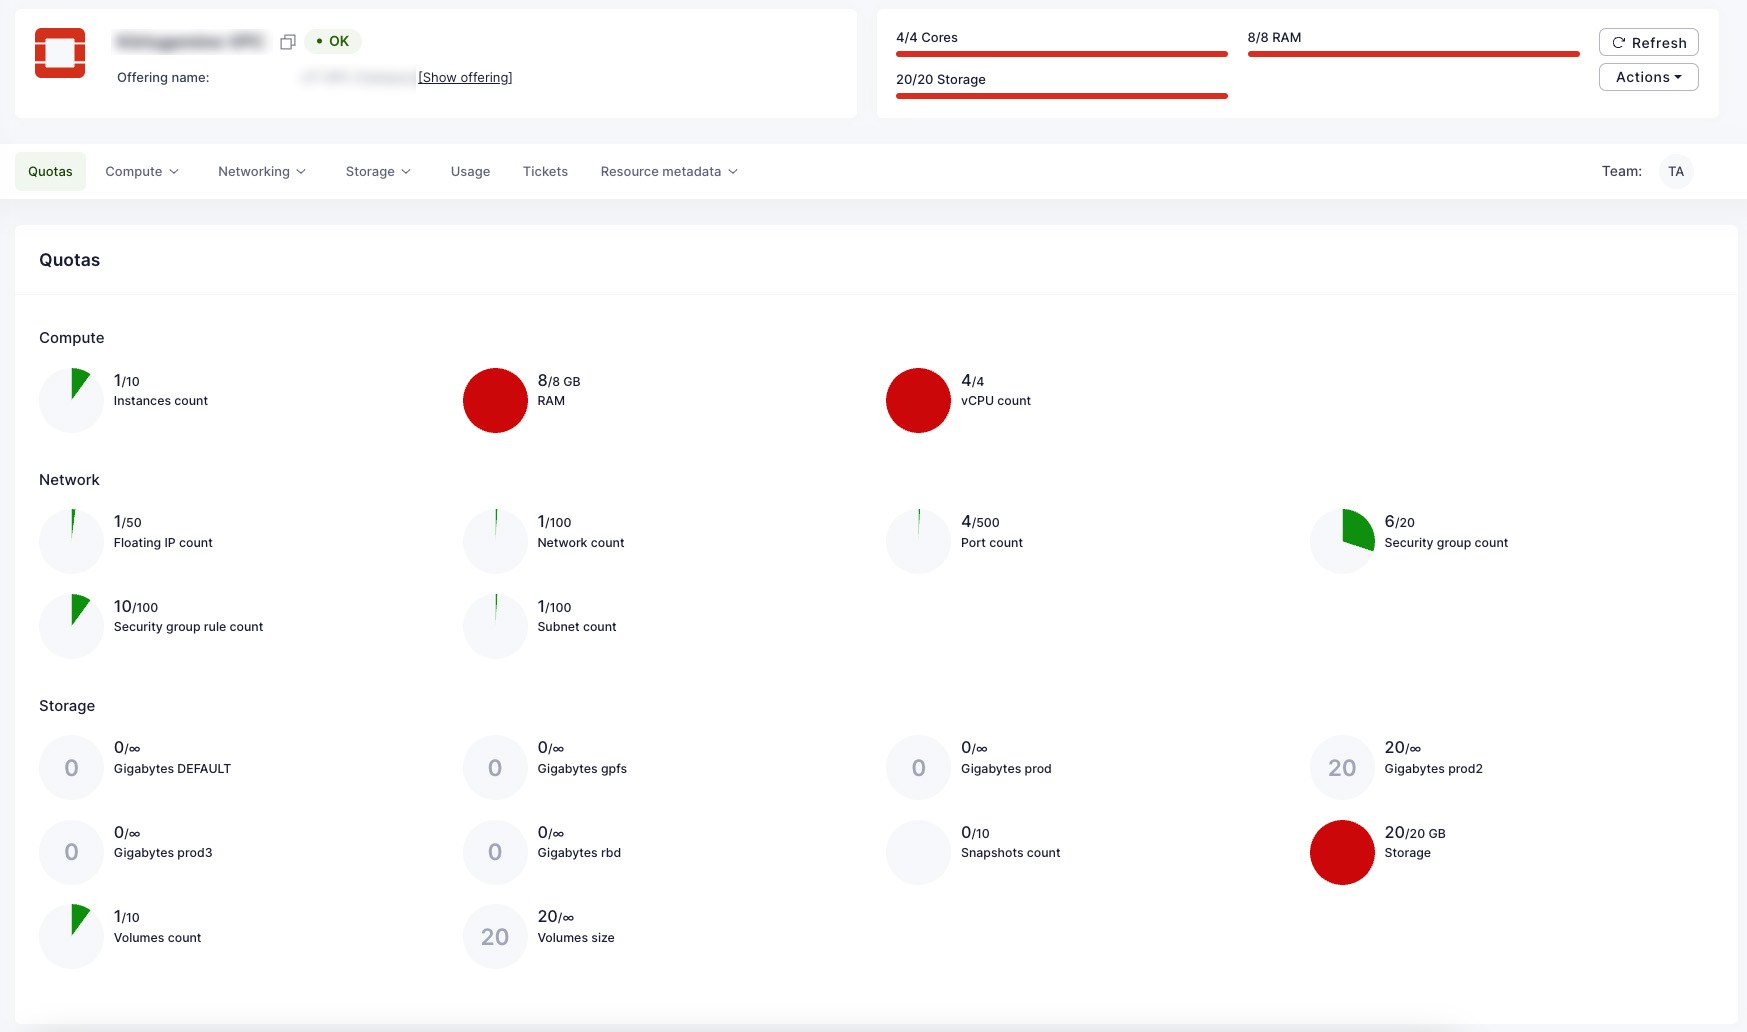 OK
Offering name: [Show offering]
4/4 Cores
8/8 RAM
20/20 Storage
Refresh
Actions
Quotas Compute Networking Storage Usage Tickets Resource metadata Team: TA
Quotas
Compute
1/10
Instances count
8/8 GB
RAM
4/4
vCPU count
Network
1/50
Floating IP count
1/100
Network count
4/500
Port count
6/20
Security group count
10/100
Security group rule count
1/100
Subnet count
Storage
0
0/∞
Gigabytes DEFAULT
0
0/∞
Gigabytes gpfs
0
0/∞
Gigabytes prod
20
20/∞
Gigabytes prod2
0
0/∞
Gigabytes prod3
0
0/∞
Gigabytes rbd
0/10
Snapshots count
20/20 GB
Storage
1/10
Volumes count
20
20/∞
Volumes size